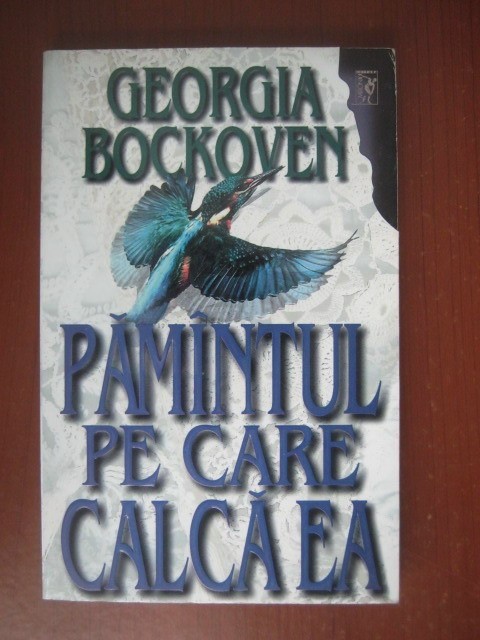 GEORGIA
BOCKOVEN
PĂMÎNTUL
PE CARE
CALCĂ EA